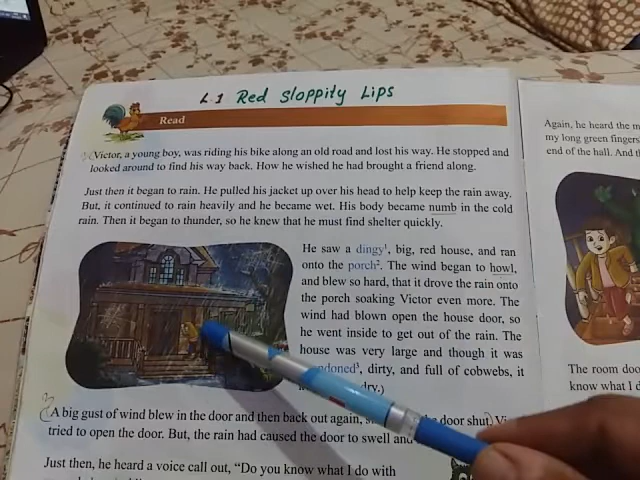 L.1 Red Sloppity Lips
Read
Victor, a young boy, was riding his bike along an old road and lost his way. He stopped and
looked around to find his way back. How he wished he had brought a friend along.
Just then it began to rain. He pulled his jacket up over his head to help keep the rain away.
But, it continued to rain heavily and he became wet. His body became numb in the cold
rain. Then it began to thunder, so he knew that he must find shelter quickly.
He saw a dingy¹, big, red house, and ran
onto the porch². The wind began to howl,
and blew so hard, that it drove the rain onto
the porch soaking Victor even more. The
wind had blown open the house door, so
he went inside to get out of the rain. The
house was very large and though it was
doned³, dirty, and full of cobwebs, it
dry.)
A big gust of wind blew in the door and then back out again, door shut)
tried to open the door. But, the rain had caused the door to swell and
Just then, he heard a voice call out, "Do you know what I do with
Again, he heard the
my long green fingers
end of the hall. And
The room
know what I